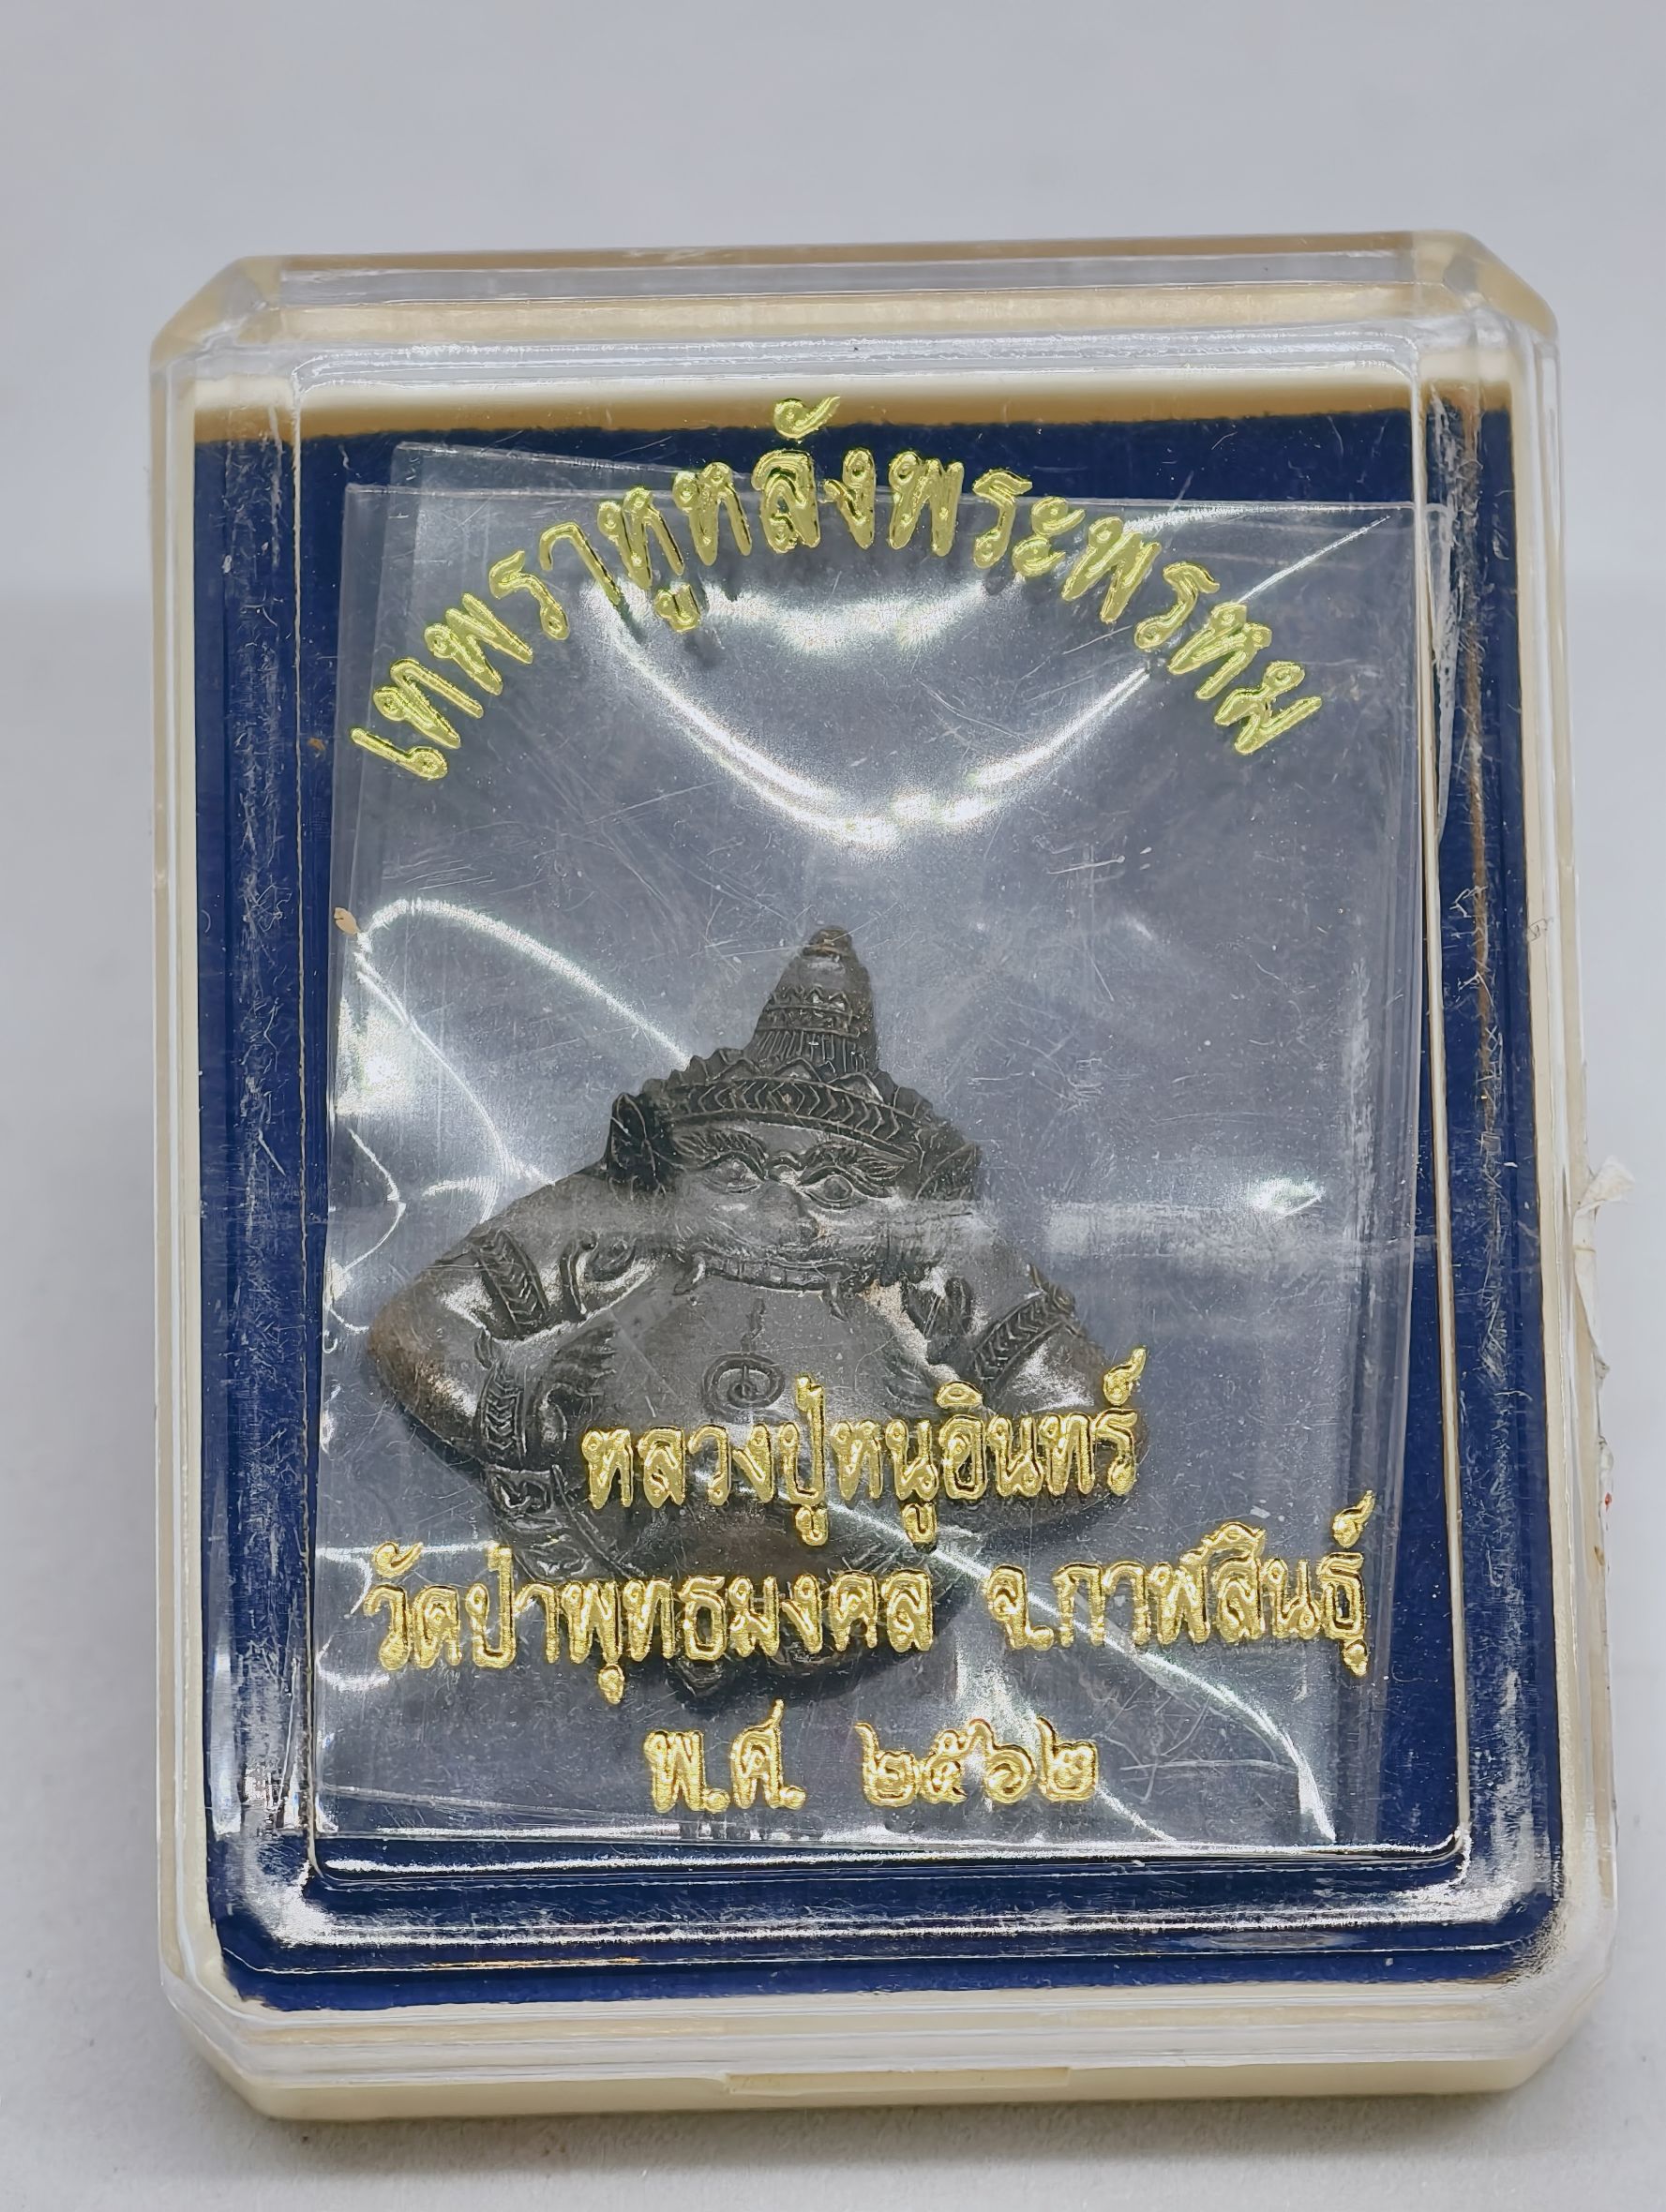 เทพราหูหลังพระพรหม
หลวงปู่หนูอินทร์
วัดป่าพุทธมงคล จ.กาฬสินธุ์
พ.ศ. ๒๕๖๒